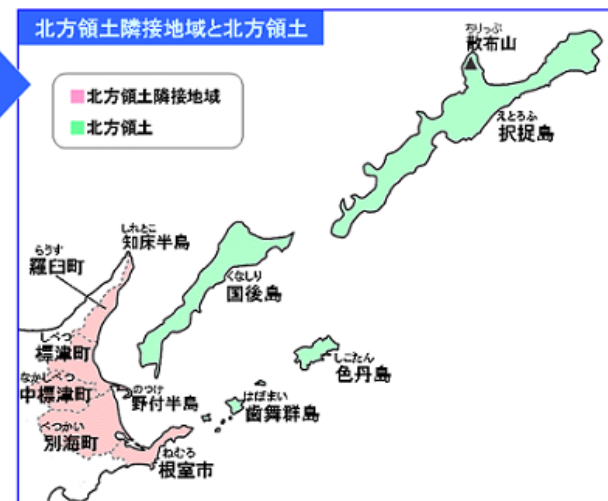 北方領土隣接地域と北方領土
北方領土隣接地域
北方領土
ちりっぷ
散布山
えとろふ
択捉島
しれとこ
知床半島
らうす
羅臼町
くなしり
国後島
しべつ
標津町
なかしべつ
中標津町
のつけ
野付半島
しこたん
色丹島
はぼまい
歯舞群島
べつかい
別海町
ねむろ
根室市